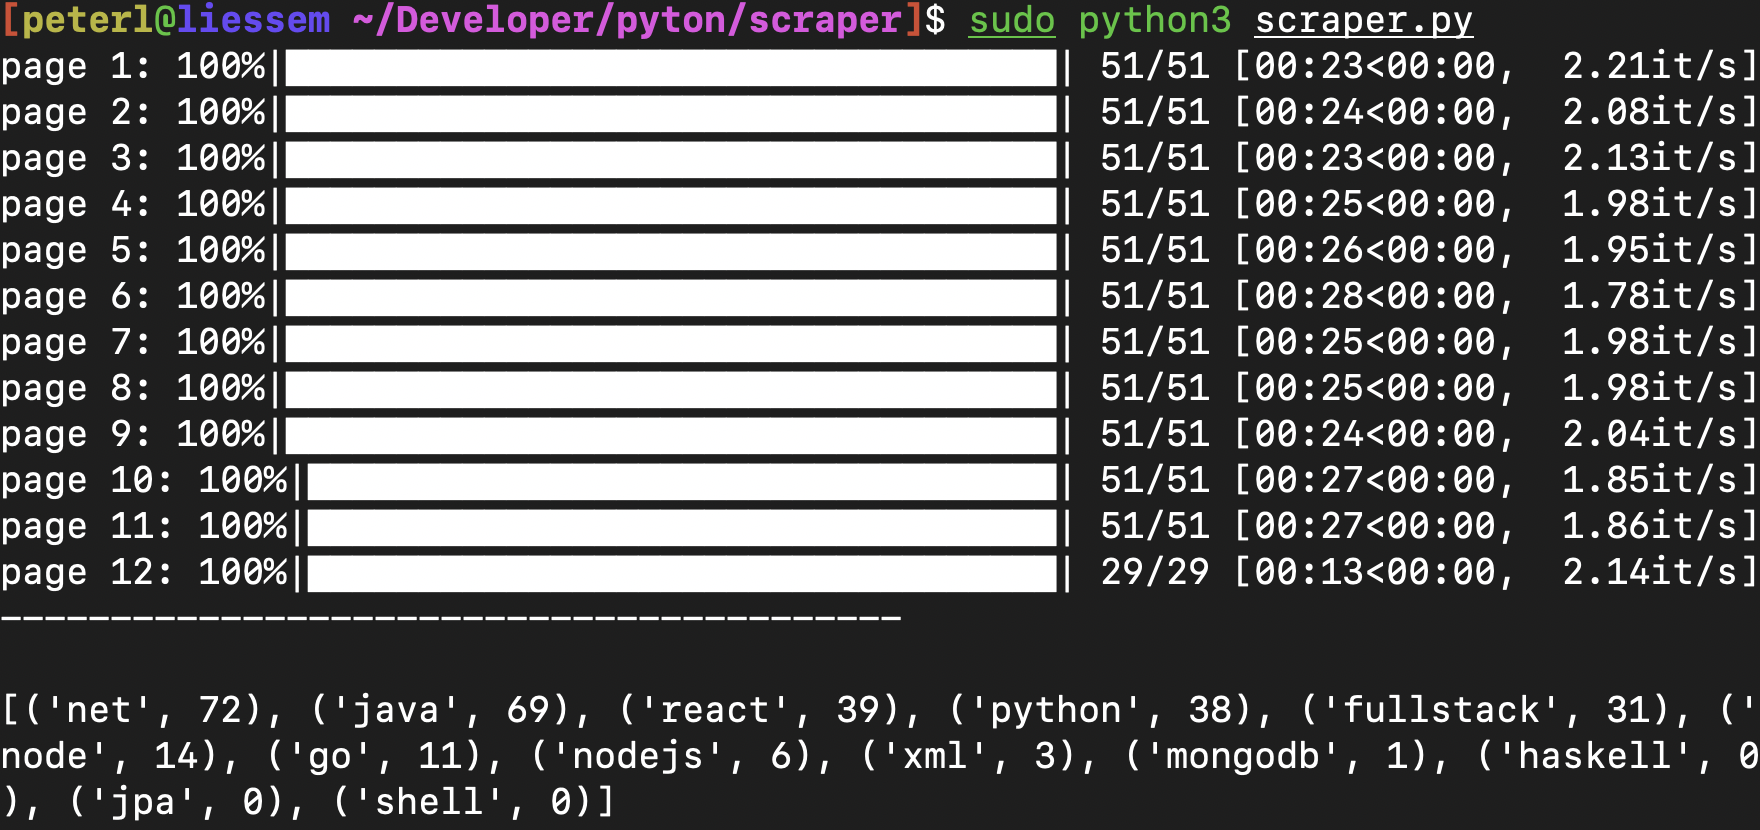 [peterl@liessem ~/Developer/pyton/scraper]$ sudo python3 scraper.py
page 1: 100%|██████████| 51/51 [00:23<00:00,  2.21it/s]
page 2: 100%|██████████| 51/51 [00:24<00:00,  2.08it/s]
page 3: 100%|██████████| 51/51 [00:23<00:00,  2.13it/s]
page 4: 100%|██████████| 51/51 [00:25<00:00,  1.98it/s]
page 5: 100%|██████████| 51/51 [00:26<00:00,  1.95it/s]
page 6: 100%|██████████| 51/51 [00:28<00:00,  1.78it/s]
page 7: 100%|██████████| 51/51 [00:25<00:00,  1.98it/s]
page 8: 100%|██████████| 51/51 [00:25<00:00,  1.98it/s]
page 9: 100%|██████████| 51/51 [00:24<00:00,  2.04it/s]
page 10: 100%|██████████| 51/51 [00:27<00:00,  1.85it/s]
page 11: 100%|██████████| 51/51 [00:27<00:00,  1.86it/s]
page 12: 100%|██████████| 29/29 [00:13<00:00,  2.14it/s]
-----------------------------------------
[('net', 72), ('java', 69), ('react', 39), ('python', 38), ('fullstack', 31), ('
node', 14), ('go', 11), ('nodejs', 6), ('xml', 3), ('mongodb', 1), ('haskell', 0
), ('jpa', 0), ('shell', 0)]